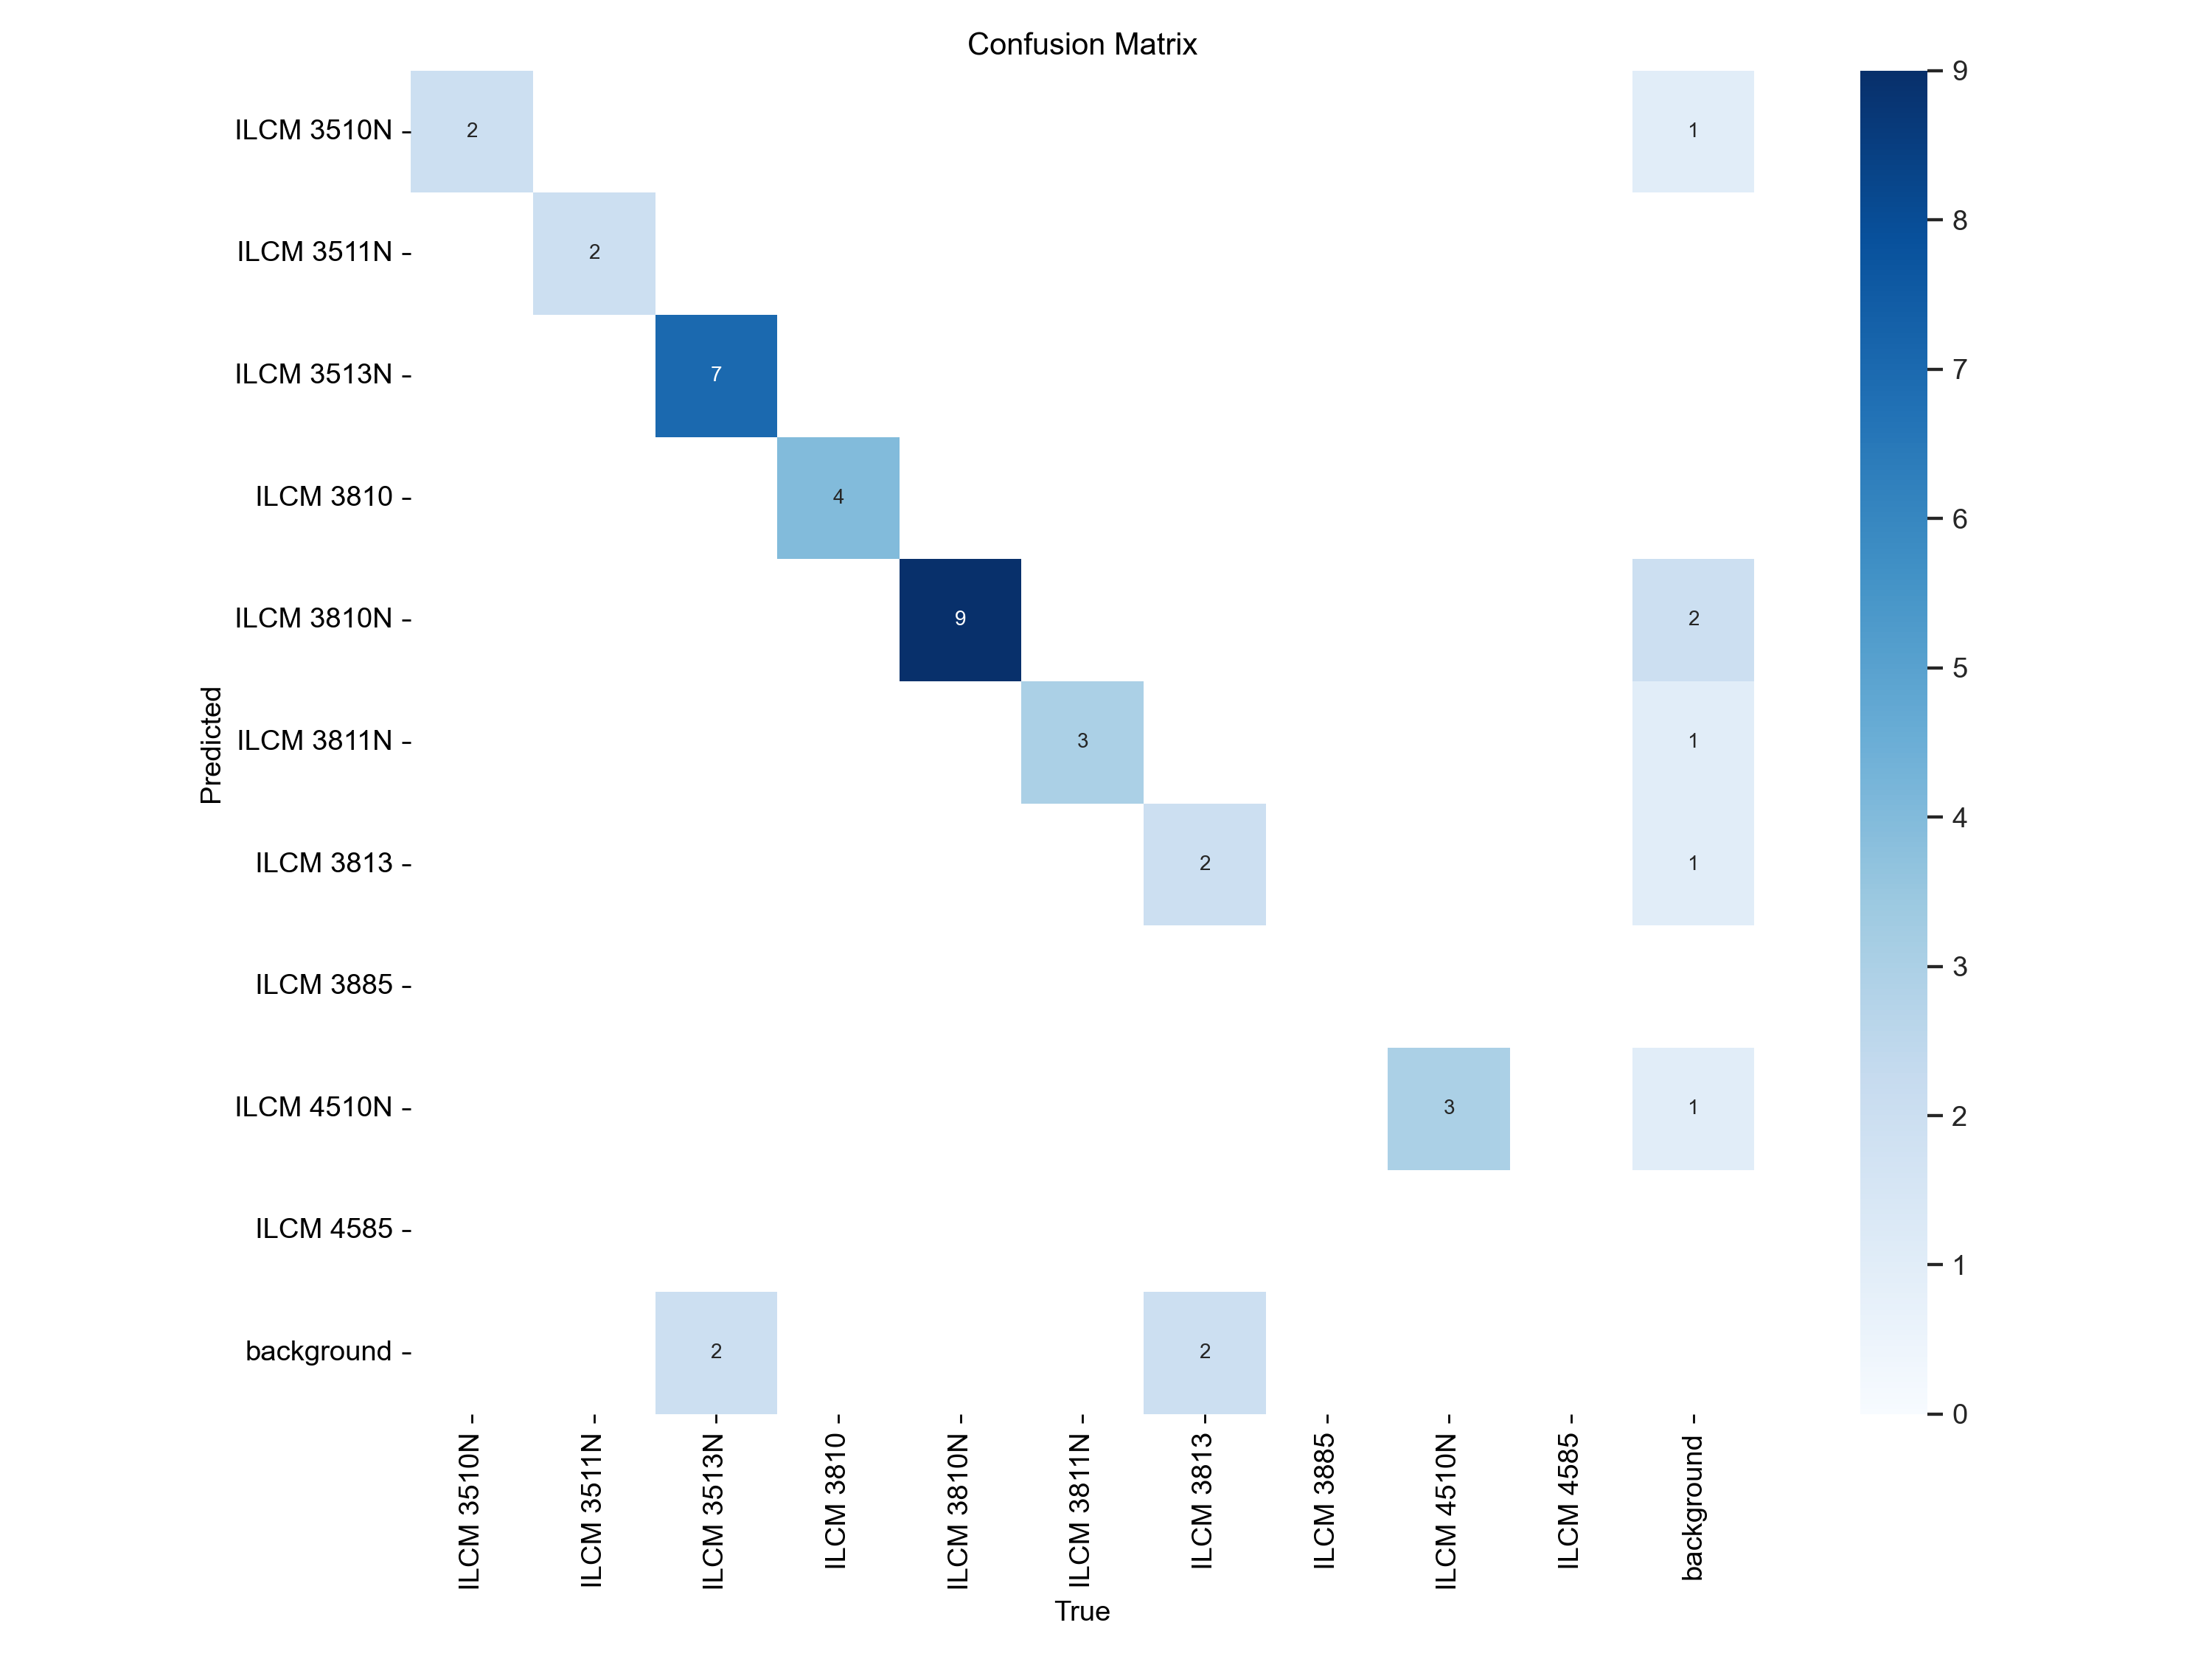 Confusion Matrix
ILCM 3510N
2
1
ILCM 3511N
2
ILCM 3513N
7
ILCM 3810
4
ILCM 3810N
9
2
ILCM 3811N
3
1
ILCM 3813
2
1
ILCM 3885
ILCM 4510N
3
1
ILCM 4585
background
2
2
Predicted
ILCM 3510N
ILCM 3511N
ILCM 3513N
ILCM 3810
ILCM 3810N
ILCM 3811N
ILCM 3813
ILCM 3885
ILCM 4510N
ILCM 4585
background
True
9
8
7
6
5
4
3
2
1
0